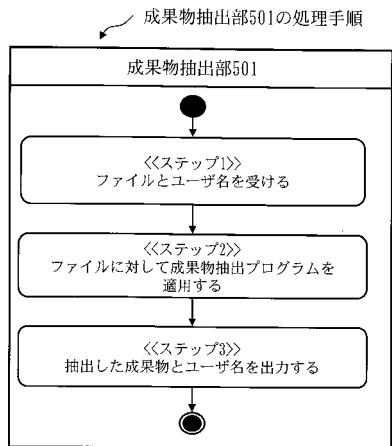 成果物抽出部501の処理手順
成果物抽出部501
<<ステップ1>>
ファイルとユーザ名を受ける
<<ステップ2>>
ファイルに対して成果物抽出プログラムを
適用する
<<ステップ3>>
抽出した成果物とユーザ名を出力する